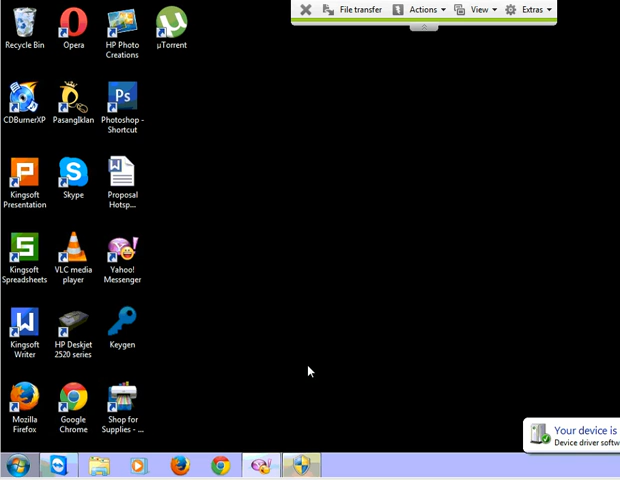 File transfer Actions View Extras
Recycle Bin
Opera
HP Photo
Creations
µTorrent
CDBurnerXP
PasangIklan
Photoshop -
Shortcut
Kingsoft
Presentation
Skype
Proposal
Hotsp...
Kingsoft
Spreadsheets
VLC media
player
Yahoo!
Messenger
Kingsoft
Writer
HP Deskjet
2520 series
Keygen
Mozilla
Firefox
Google
Chrome
Shop for
Supplies - ...
Your device is
Device driver softw